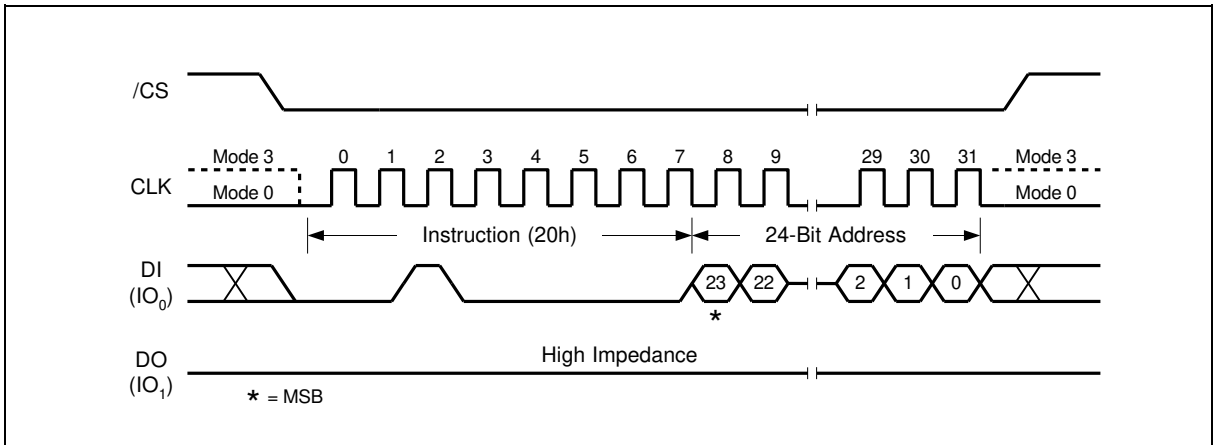 /CS
Mode 3 0 1 2 3 4 5 6 7 8 9 29 30 31 Mode 3
CLK
Mode 0 Mode 0
Instruction (20h) 24-Bit Address
DI
(IO₀)
23 22 2 1 0
*
High Impedance
DO
(IO₁)
* = MSB